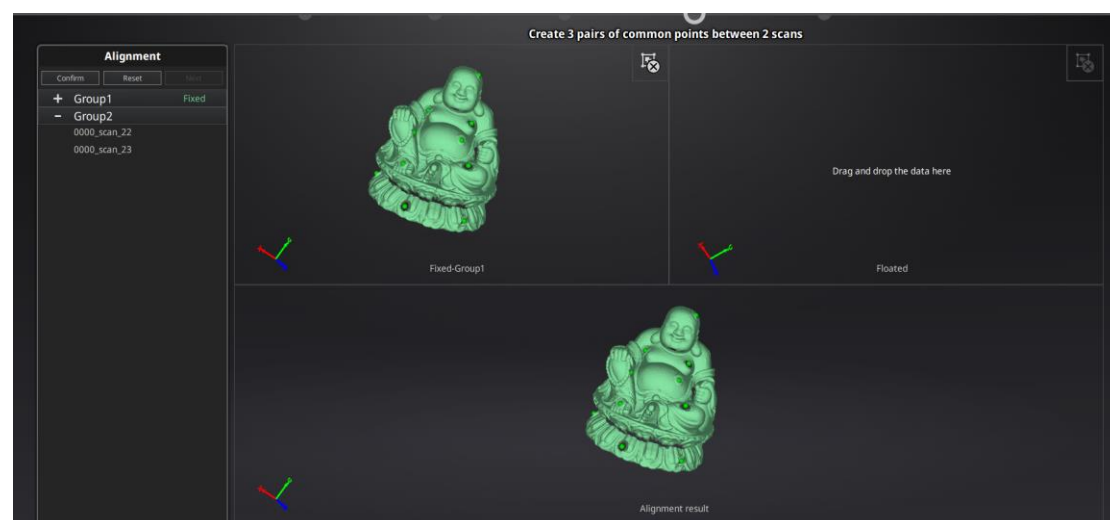 Create 3 pairs of common points between 2 scans
Alignment
Confirm Reset Next
+ Group1 Fixed
- Group2
0000_scan_22
0000_scan_23
Drag and drop the data here
Fixed-Group1
Floated
Alignment result